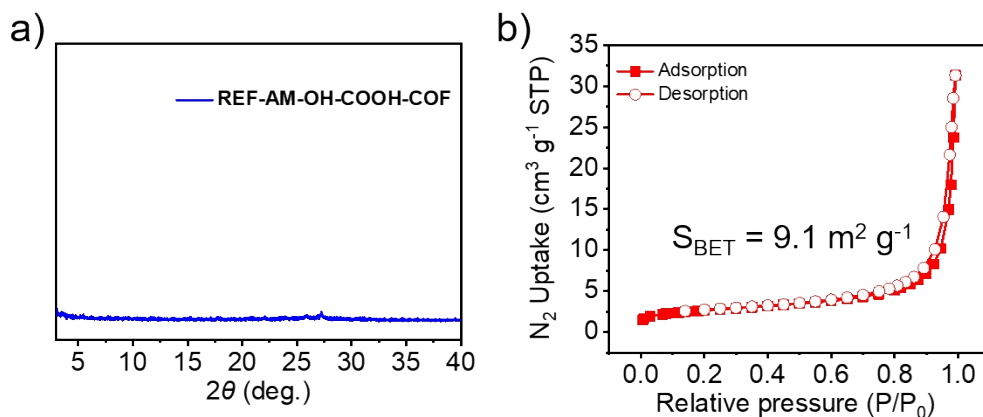 a)
REF-AM-OH-COOH-COF
5 10 15 20 25 30 35 40
2θ (deg.)
b)
N₂ Uptake (cm³ g⁻¹ STP)
35
30
25
20
15
10
5
0
Adsorption
Desorption
S_BET = 9.1 m² g⁻¹
0.0 0.2 0.4 0.6 0.8 1.0
Relative pressure (P/P₀)